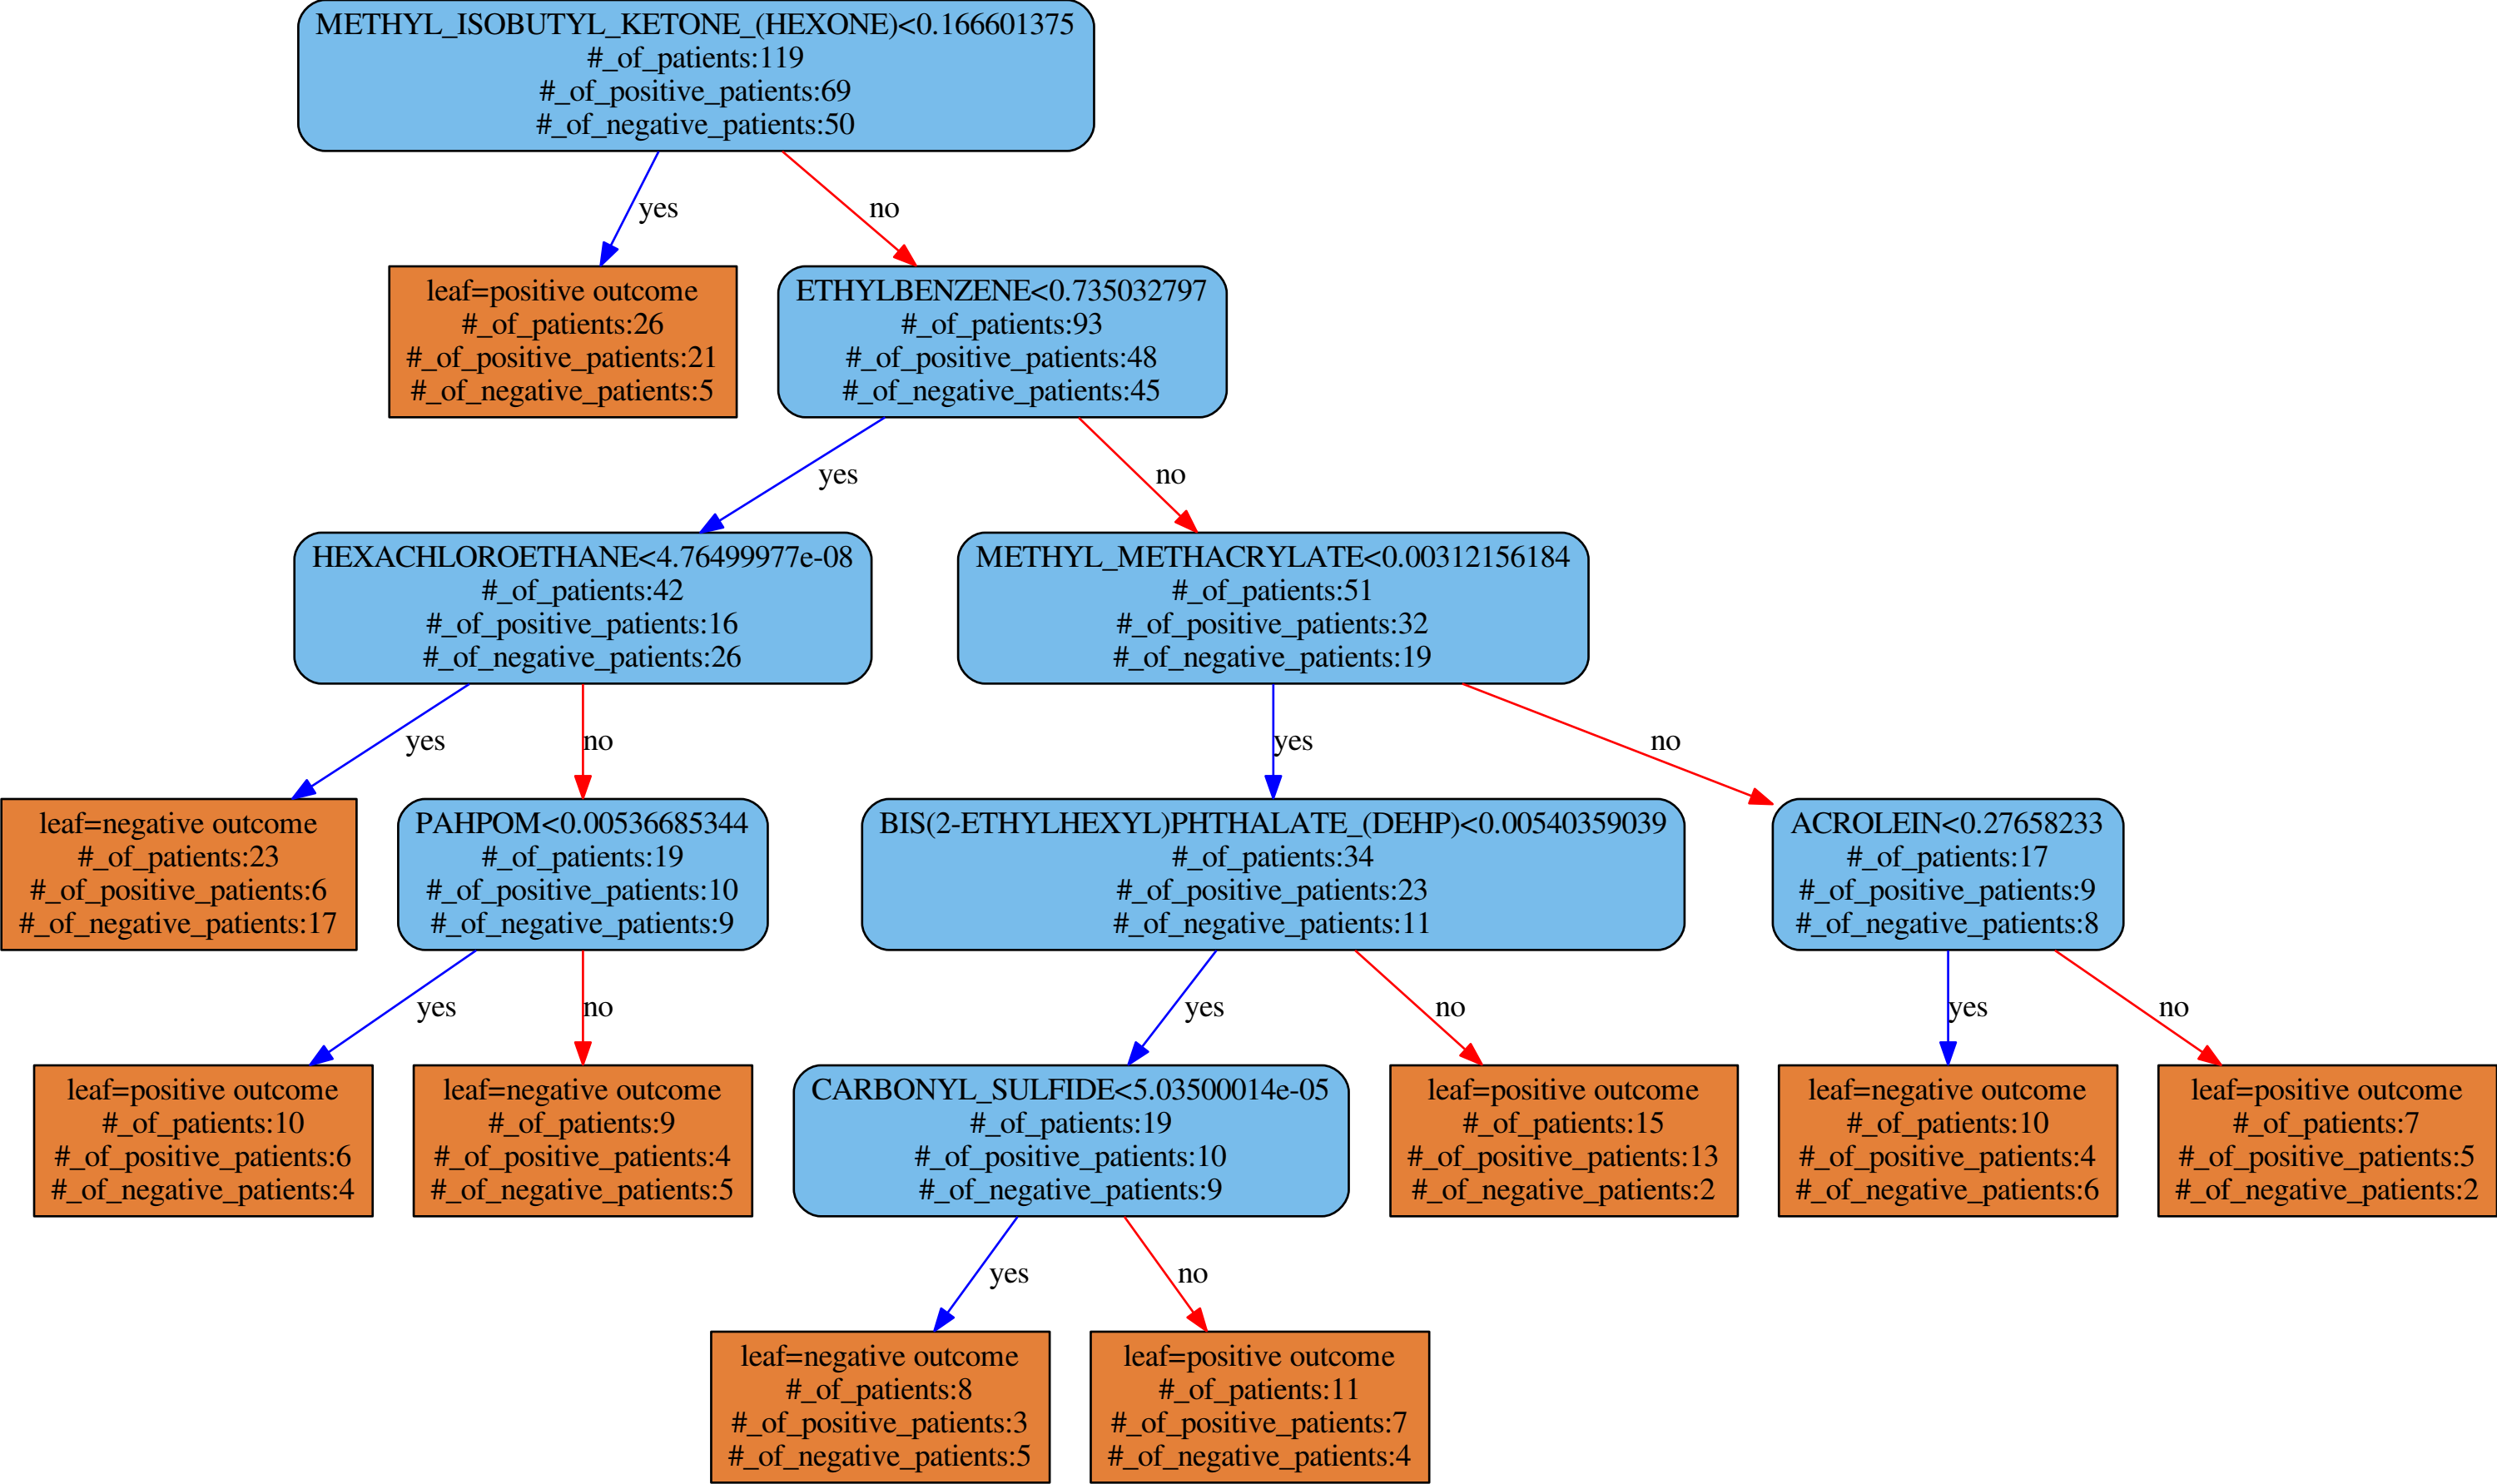 METHYL_ISOBUTYL_KETONE_(HEXONE)<0.166601375
#_of_patients:119
#_of_positive_patients:69
#_of_negative_patients:50
yes
no
leaf=positive outcome
#_of_patients:26
#_of_positive_patients:21
#_of_negative_patients:5
ETHYLBENZENE<0.735032797
#_of_patients:93
#_of_positive_patients:48
#_of_negative_patients:45
yes
no
HEXACHLOROETHANE<4.76499977e-08
#_of_patients:42
#_of_positive_patients:16
#_of_negative_patients:26
METHYL_METHACRYLATE<0.00312156184
#_of_patients:51
#_of_positive_patients:32
#_of_negative_patients:19
yes
no
yes
no
leaf=negative outcome
#_of_patients:23
#_of_positive_patients:6
#_of_negative_patients:17
PAHPOM<0.00536685344
#_of_patients:19
#_of_positive_patients:10
#_of_negative_patients:9
BIS(2-ETHYLHEXYL)PHTHALATE_(DEHP)<0.00540359039
#_of_patients:34
#_of_positive_patients:23
#_of_negative_patients:11
ACROLEIN<0.27658233
#_of_patients:17
#_of_positive_patients:9
#_of_negative_patients:8
yes
no
yes
no
yes
no
leaf=positive outcome
#_of_patients:10
#_of_positive_patients:6
#_of_negative_patients:4
leaf=negative outcome
#_of_patients:9
#_of_positive_patients:4
#_of_negative_patients:5
CARBONYL_SULFIDE<5.03500014e-05
#_of_patients:19
#_of_positive_patients:10
#_of_negative_patients:9
leaf=positive outcome
#_of_patients:15
#_of_positive_patients:13
#_of_negative_patients:2
leaf=negative outcome
#_of_patients:10
#_of_positive_patients:4
#_of_negative_patients:6
leaf=positive outcome
#_of_patients:7
#_of_positive_patients:5
#_of_negative_patients:2
yes
no
leaf=negative outcome
#_of_patients:8
#_of_positive_patients:3
#_of_negative_patients:5
leaf=positive outcome
#_of_patients:11
#_of_positive_patients:7
#_of_negative_patients:4